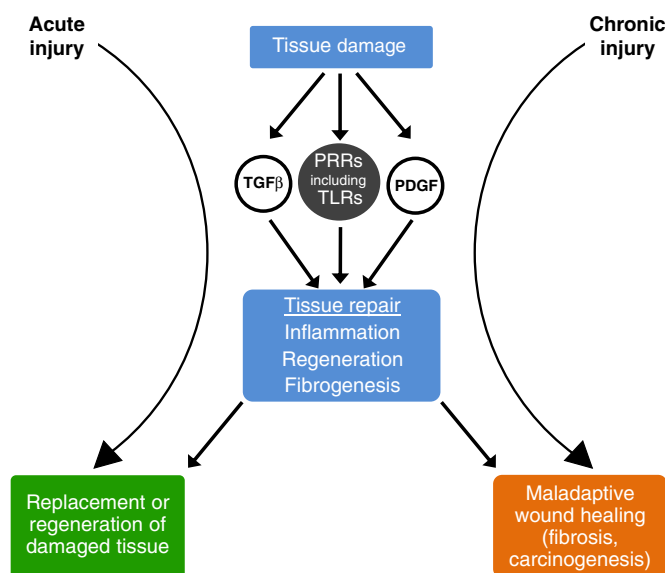 Acute
injury
Chronic
injury
Tissue damage
TGFβ
PRRs
including
TLRs
PDGF
Tissue repair
Inflammation
Regeneration
Fibrogenesis
Replacement or
regeneration of
damaged tissue
Maladaptive
wound healing
(fibrosis,
carcinogenesis)